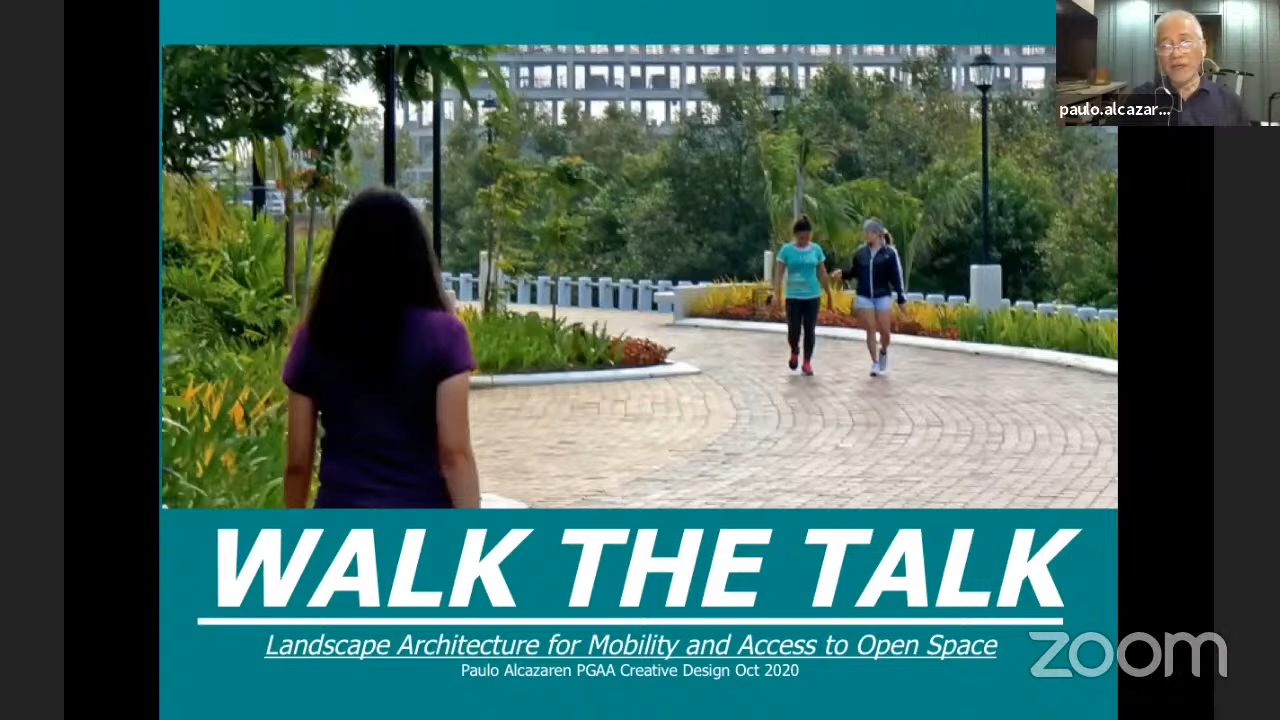 paulo.alcazar...
WALK THE TALK
Landscape Architecture for Mobility and Access to Open Space
Paulo Alcazaren PGAA Creative Design Oct 2020
zoom